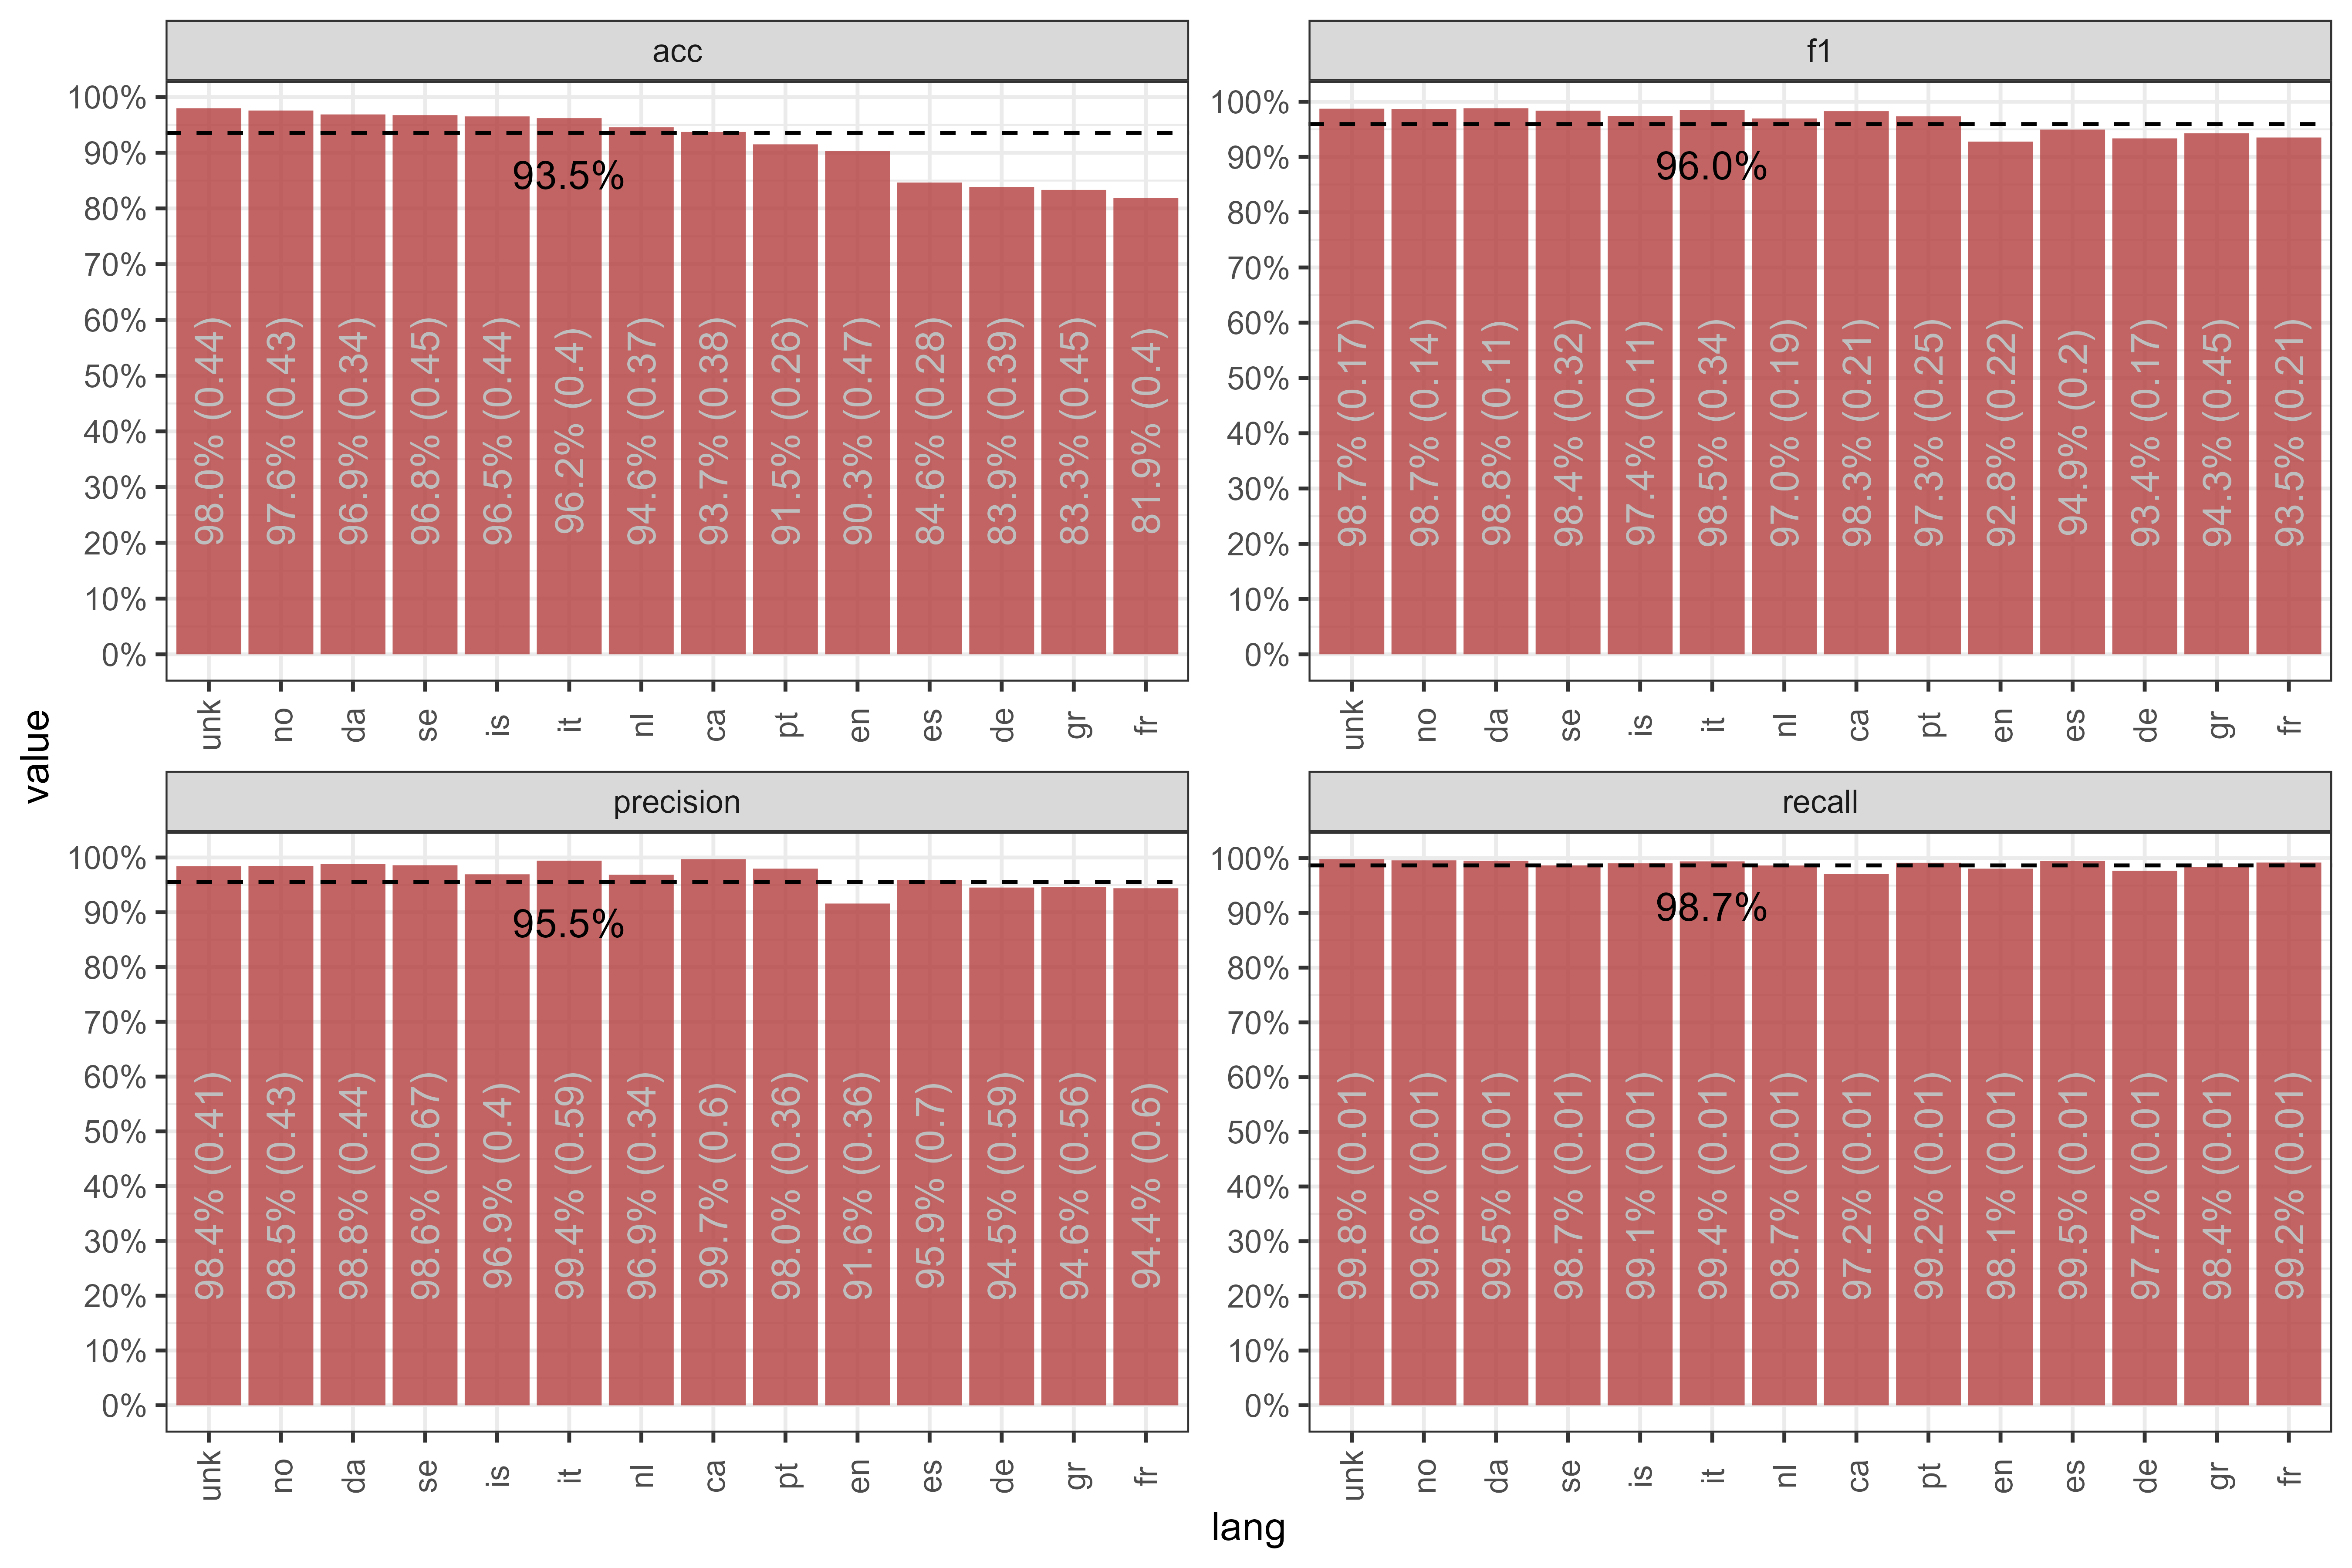 acc
100%
90%
80%
70%
60%
50%
40%
30%
20%
10%
0%
93.5%
98.0% (0.44)
97.6% (0.43)
96.9% (0.34)
96.8% (0.45)
96.5% (0.44)
96.2% (0.4)
94.6% (0.37)
93.7% (0.38)
91.5% (0.26)
90.3% (0.47)
84.6% (0.28)
83.9% (0.39)
83.3% (0.45)
81.9% (0.4)
unk
no
da
se
is
it
nl
ca
pt
en
es
de
gr
fr
f1
100%
90%
80%
70%
60%
50%
40%
30%
20%
10%
0%
96.0%
98.7% (0.17)
98.7% (0.14)
98.8% (0.11)
98.4% (0.32)
97.4% (0.11)
98.5% (0.34)
97.0% (0.19)
98.3% (0.21)
97.3% (0.25)
92.8% (0.22)
94.9% (0.2)
93.4% (0.17)
94.3% (0.45)
93.5% (0.21)
unk
no
da
se
is
it
nl
ca
pt
en
es
de
gr
fr
value
precision
100%
90%
80%
70%
60%
50%
40%
30%
20%
10%
0%
95.5%
98.4% (0.41)
98.5% (0.43)
98.8% (0.44)
98.6% (0.67)
96.9% (0.4)
99.4% (0.59)
96.9% (0.34)
99.7% (0.6)
98.0% (0.36)
91.6% (0.36)
95.9% (0.7)
94.5% (0.59)
94.6% (0.56)
94.4% (0.6)
unk
no
da
se
is
it
nl
ca
pt
en
es
de
gr
fr
recall
100%
90%
80%
70%
60%
50%
40%
30%
20%
10%
0%
98.7%
99.8% (0.01)
99.6% (0.01)
99.5% (0.01)
98.7% (0.01)
99.1% (0.01)
99.4% (0.01)
98.7% (0.01)
97.2% (0.01)
99.2% (0.01)
98.1% (0.01)
99.5% (0.01)
97.7% (0.01)
98.4% (0.01)
99.2% (0.01)
unk
no
da
se
is
it
nl
ca
pt
en
es
de
gr
fr
lang